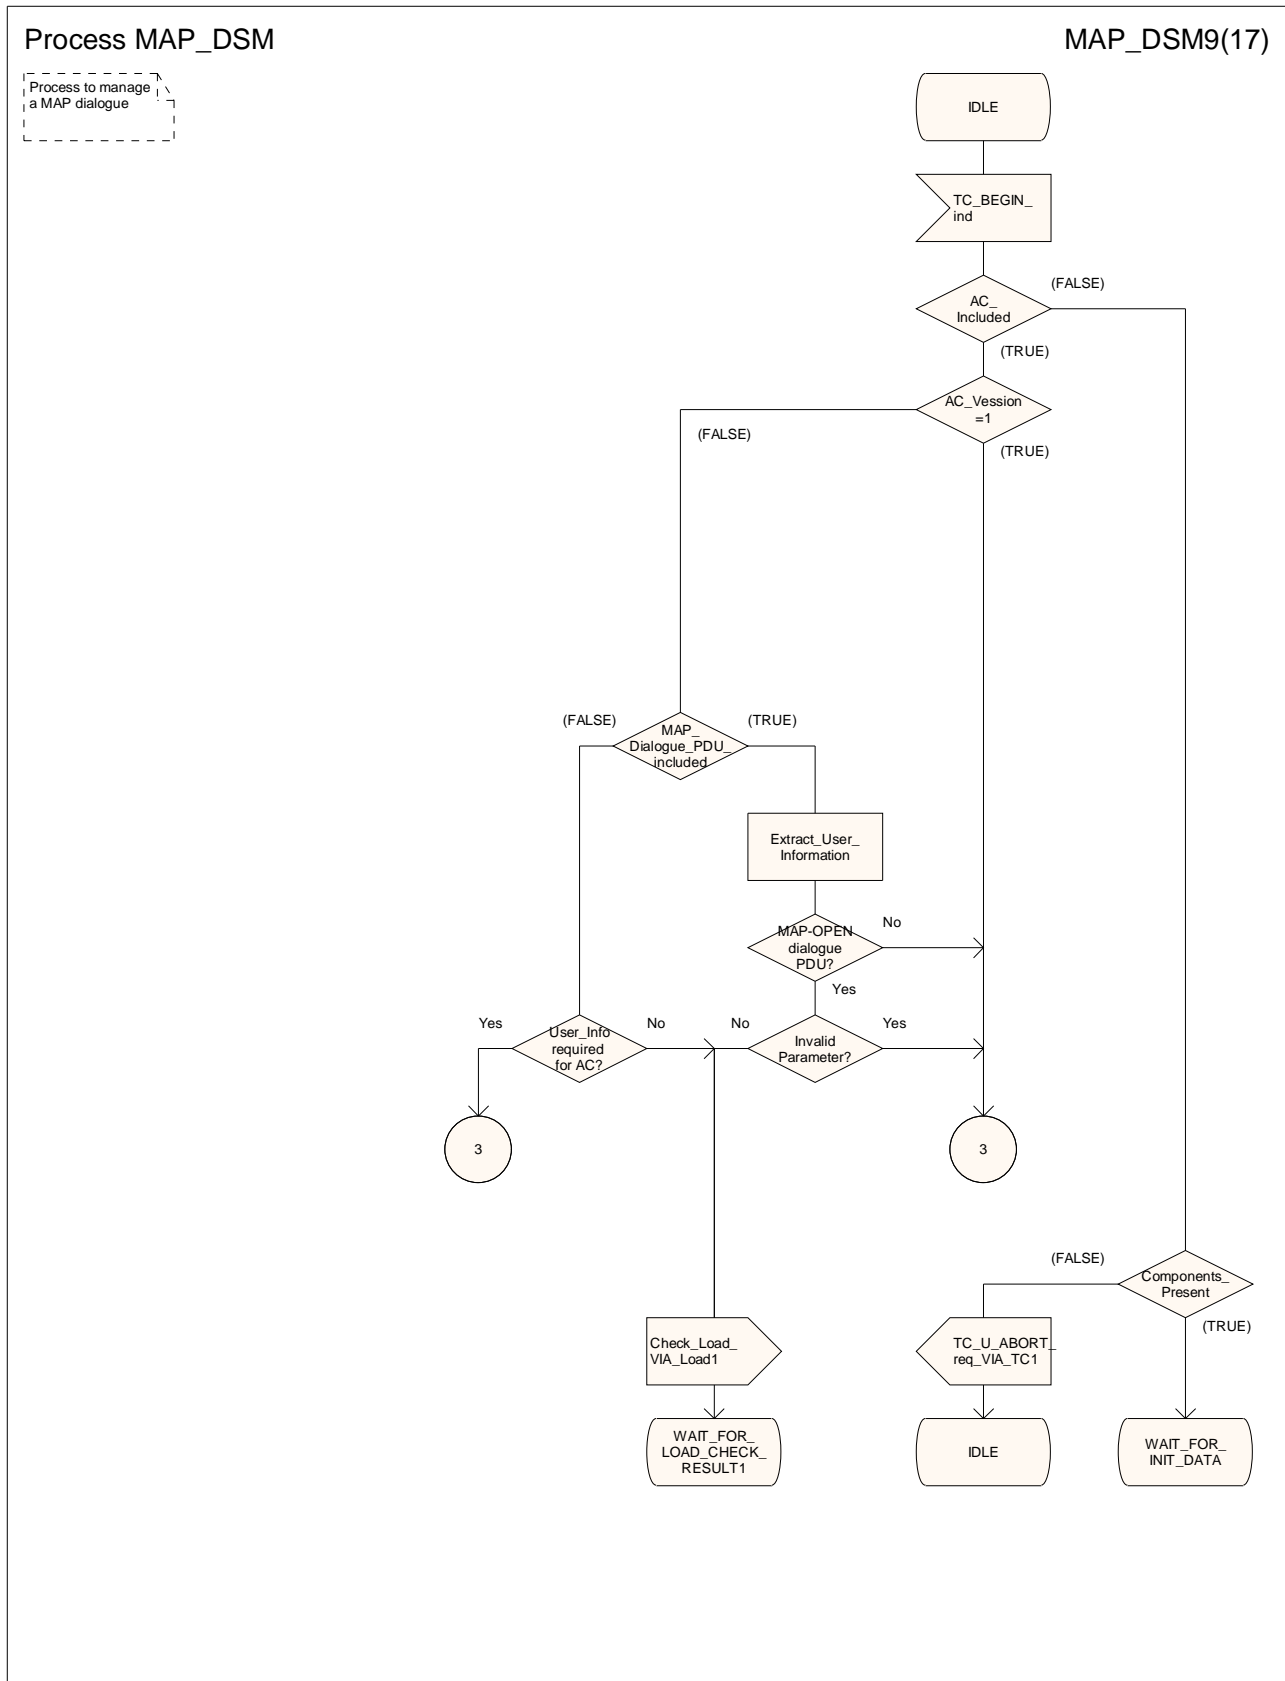 Process MAP_DSM
MAP_DSM9(17)
Process to manage
a MAP dialogue
IDLE
TC_BEGIN_
ind
(FALSE)
AC_
Included
(TRUE)
AC_Vession
=1
(FALSE)
(TRUE)
(FALSE)
(TRUE)
MAP_
Dialogue_PDU_
included
Extract_User_
Information
No
MAP-OPEN
dialogue
PDU?
Yes
Yes
No
No
Yes
User_Info
required
for AC?
Invalid
Parameter?
3
3
(FALSE)
Components_
Present
(TRUE)
Check_Load_
VIA_Load1
TC_U_ABORT_
req_VIA_TC1
WAIT_FOR_
LOAD_CHECK_
RESULT1
IDLE
WAIT_FOR_
INIT_DATA